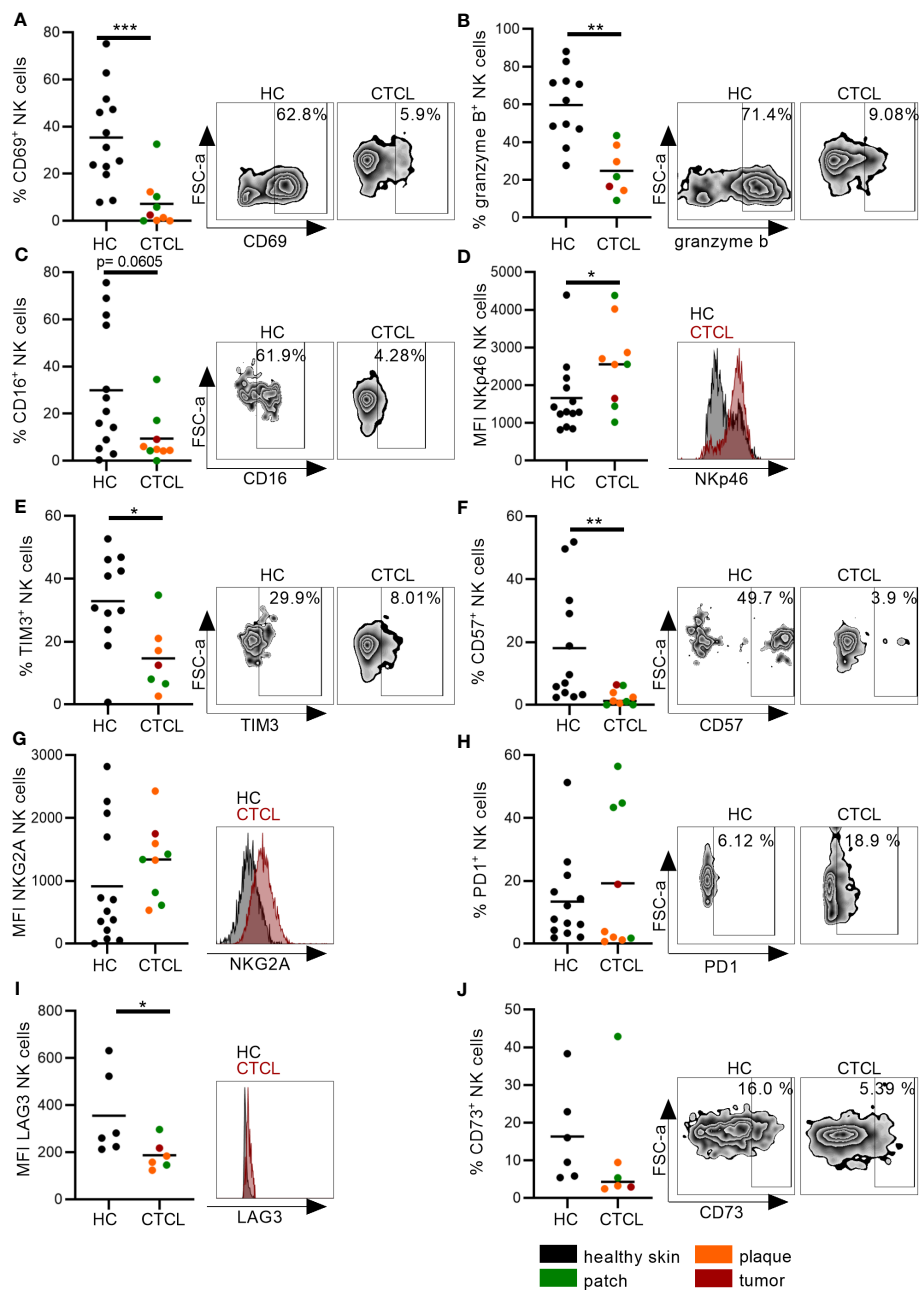 A
% CD69+ NK cells
80
60
40
20
0
***
HC
CTCL
HC
CTCL
62.8%
5.9%
FSC-a
CD69
B
% granzyme B+ NK cells
100
80
60
40
20
0
**
HC
CTCL
HC
CTCL
71.4%
9.08%
FSC-a
granzyme b
C
% CD16+ NK cells
80
60
40
20
0
p= 0.0605
HC
CTCL
HC
CTCL
61.9%
4.28%
FSC-a
CD16
D
MFI NKp46 NK cells
5000
4000
3000
2000
1000
0
*
HC
CTCL
HC
CTCL
NKp46
E
% TIM3+ NK cells
60
40
20
0
*
HC
CTCL
HC
CTCL
29.9%
8.01%
FSC-a
TIM3
F
% CD57+ NK cells
60
40
20
0
**
HC
CTCL
HC
CTCL
49.7 %
3.9 %
FSC-a
CD57
G
MFI NKG2A NK cells
3000
2000
1000
0
HC
CTCL
HC
CTCL
NKG2A
H
% PD1+ NK cells
60
40
20
0
HC
CTCL
HC
CTCL
6.12 %
18.9 %
FSC-a
PD1
I
MFI LAG3 NK cells
800
600
400
200
0
*
HC
CTCL
HC
CTCL
LAG3
J
% CD73+ NK cells
50
40
30
20
10
0
HC
CTCL
HC
CTCL
16.0 %
5.39 %
FSC-a
CD73
healthy skin
plaque
patch
tumor